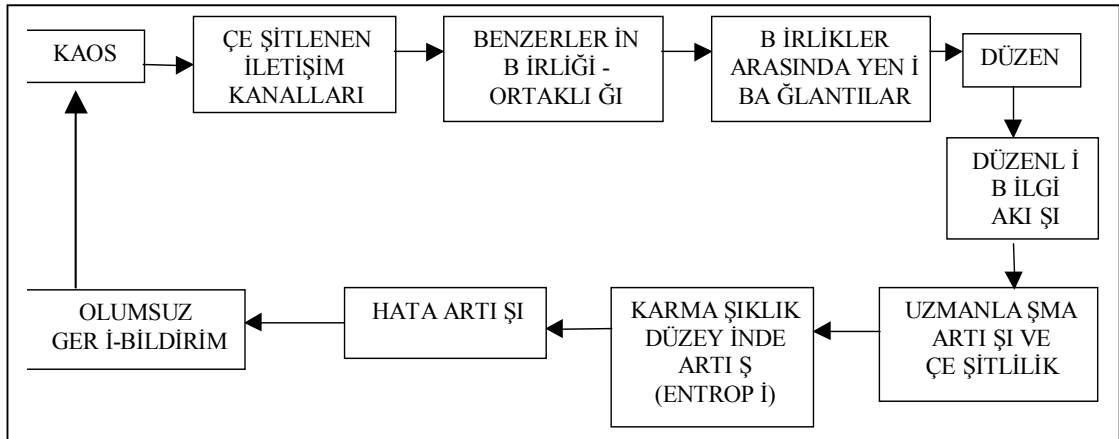 KAOS
ÇE ŞİTLENEN
İLETİŞİM
KANALLARI
BENZERLER İN
B İRLİĞİ -
ORTAKLI ĞI
B İRLİKLER
ARASINDA YEN İ
BA ĞLANTILAR
DÜZEN
DÜZENL İ
B İLGİ
AKI ŞI
UZMANLA ŞMA
ARTI ŞI VE
ÇE ŞİTLİLİK
KARMA ŞIKLIK
DÜZEY İNDE
ARTI Ş
(ENTROP İ)
HATA ARTI ŞI
OLUMSUZ
GER İ-BİLDİRİM